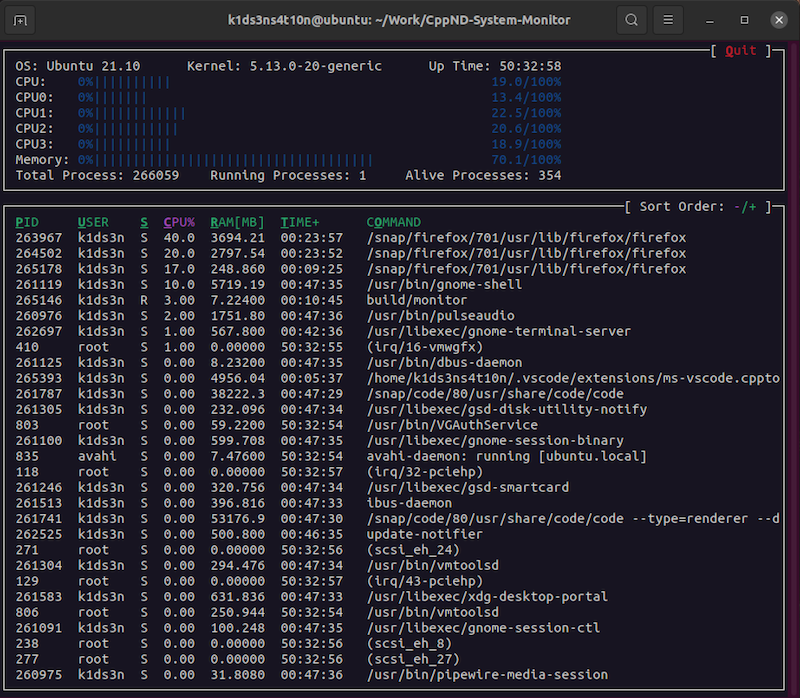 k1ds3ns4t10n@ubuntu: ~/Work/CppND-System-Monitor
[ Quit ]
OS: Ubuntu 21.10 Kernel: 5.13.0-20-generic Up Time: 50:32:58
CPU: 0%|||||||||| 19.0/100%
CPU0: 0%||||||| 13.4/100%
CPU1: 0%|||||||||||| 22.5/100%
CPU2: 0%||||||||||| 20.6/100%
CPU3: 0%|||||||||| 18.9/100%
Memory: 0%|||||||||||||||||||||||||||||||||||| 70.1/100%
Total Process: 266059 Running Processes: 1 Alive Processes: 354
[ Sort Order: -/+ ]
PID USER S CPU% RAM[MB] TIME+ COMMAND
263967 k1ds3n S 40.0 3694.21 00:23:57 /snap/firefox/701/usr/lib/firefox/firefox
264502 k1ds3n S 20.0 2797.54 00:23:52 /snap/firefox/701/usr/lib/firefox/firefox
265178 k1ds3n S 17.0 248.860 00:09:25 /snap/firefox/701/usr/lib/firefox/firefox
261119 k1ds3n S 10.0 5719.19 00:47:35 /usr/bin/gnome-shell
265146 k1ds3n R 3.00 7.22400 00:10:45 build/monitor
260976 k1ds3n S 2.00 1751.80 00:47:36 /usr/bin/pulseaudio
262697 k1ds3n S 1.00 567.800 00:42:36 /usr/libexec/gnome-terminal-server
410 root S 1.00 0.00000 50:32:55 (irq/16-vmwgfx)
261125 k1ds3n S 0.00 8.23200 00:47:35 /usr/bin/dbus-daemon
265393 k1ds3n S 0.00 4956.04 00:05:37 /home/k1ds3ns4t10n/.vscode/extensions/ms-vscode.cppto
261787 k1ds3n S 0.00 38222.3 00:47:29 /snap/code/80/usr/share/code/code
261305 k1ds3n S 0.00 232.096 00:47:34 /usr/libexec/gsd-disk-utility-notify
803 root S 0.00 59.2200 50:32:54 /usr/bin/VGAuthService
261100 k1ds3n S 0.00 599.708 00:47:35 /usr/libexec/gnome-session-binary
835 avahi S 0.00 7.47600 50:32:54 avahi-daemon: running [ubuntu.local]
118 root S 0.00 0.00000 50:32:57 (irq/32-pciehp)
261246 k1ds3n S 0.00 320.756 00:47:34 /usr/libexec/gsd-smartcard
261513 k1ds3n S 0.00 396.816 00:47:33 ibus-daemon
261741 k1ds3n S 0.00 53176.9 00:47:30 /snap/code/80/usr/share/code/code --type=renderer --d
262525 k1ds3n S 0.00 500.800 00:46:35 update-notifier
271 root S 0.00 0.00000 50:32:56 (scsi_eh_24)
261304 k1ds3n S 0.00 294.476 00:47:34 /usr/bin/vmtoolsd
129 root S 0.00 0.00000 50:32:57 (irq/43-pciehp)
261583 k1ds3n S 0.00 631.836 00:47:33 /usr/libexec/xdg-desktop-portal
806 root S 0.00 250.944 50:32:54 /usr/bin/vmtoolsd
261091 k1ds3n S 0.00 100.248 00:47:35 /usr/libexec/gnome-session-ctl
238 root S 0.00 0.00000 50:32:56 (scsi_eh_8)
277 root S 0.00 0.00000 50:32:56 (scsi_eh_27)
260975 k1ds3n S 0.00 31.8080 00:47:36 /usr/bin/pipewire-media-session